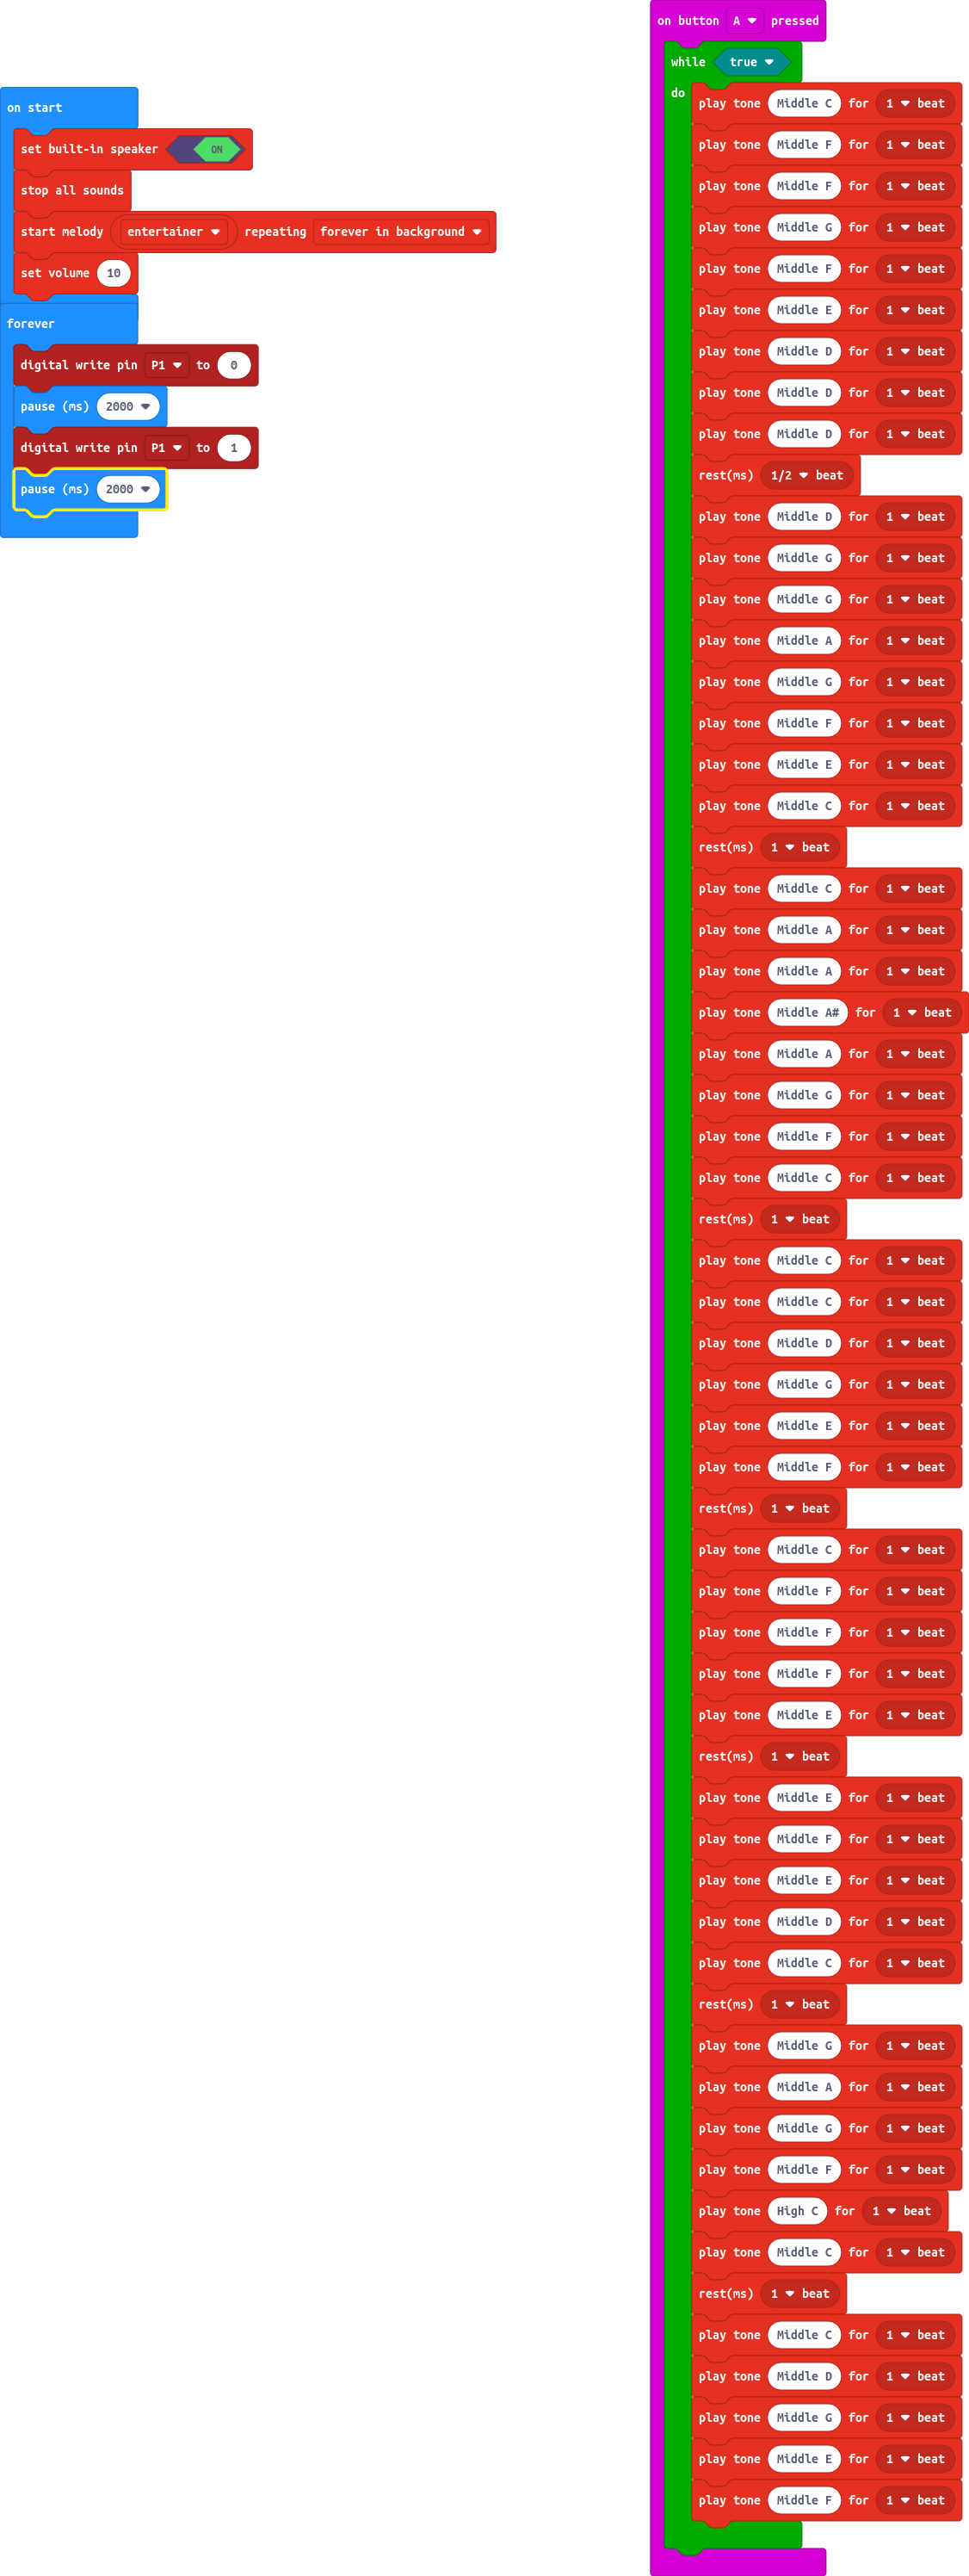 on start
set built-in speaker ON
stop all sounds
start melody entertainer repeating forever in background
set volume 10
forever
digital write pin P1 to 0
pause (ms) 2000
digital write pin P1 to 1
pause (ms) 2000
on button A pressed
while true
do
play tone Middle C for 1 beat
play tone Middle F for 1 beat
play tone Middle F for 1 beat
play tone Middle G for 1 beat
play tone Middle F for 1 beat
play tone Middle E for 1 beat
play tone Middle D for 1 beat
play tone Middle D for 1 beat
play tone Middle D for 1 beat
rest(ms) 1/2 beat
play tone Middle D for 1 beat
play tone Middle G for 1 beat
play tone Middle G for 1 beat
play tone Middle A for 1 beat
play tone Middle G for 1 beat
play tone Middle F for 1 beat
play tone Middle E for 1 beat
play tone Middle C for 1 beat
rest(ms) 1 beat
play tone Middle C for 1 beat
play tone Middle A for 1 beat
play tone Middle A for 1 beat
play tone Middle A# for 1 beat
play tone Middle A for 1 beat
play tone Middle G for 1 beat
play tone Middle F for 1 beat
play tone Middle C for 1 beat
rest(ms) 1 beat
play tone Middle C for 1 beat
play tone Middle C for 1 beat
play tone Middle D for 1 beat
play tone Middle G for 1 beat
play tone Middle E for 1 beat
play tone Middle F for 1 beat
rest(ms) 1 beat
play tone Middle C for 1 beat
play tone Middle F for 1 beat
play tone Middle F for 1 beat
play tone Middle F for 1 beat
play tone Middle E for 1 beat
rest(ms) 1 beat
play tone Middle E for 1 beat
play tone Middle F for 1 beat
play tone Middle E for 1 beat
play tone Middle D for 1 beat
play tone Middle C for 1 beat
rest(ms) 1 beat
play tone Middle G for 1 beat
play tone Middle A for 1 beat
play tone Middle G for 1 beat
play tone Middle F for 1 beat
play tone High C for 1 beat
play tone Middle C for 1 beat
rest(ms) 1 beat
play tone Middle C for 1 beat
play tone Middle D for 1 beat
play tone Middle G for 1 beat
play tone Middle E for 1 beat
play tone Middle F for 1 beat